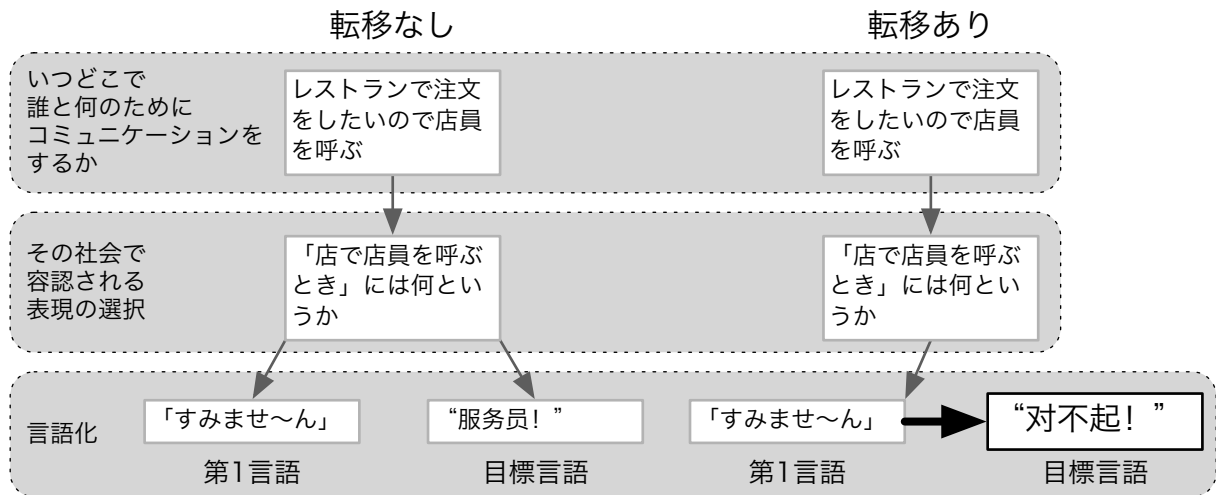 転移なし
転移あり
いつどこで
誰と何のために
コミュニケーションを
するか
レストランで注文
をしたいので店員
を呼ぶ
レストランで注文
をしたいので店員
を呼ぶ
その社会で
容認される
表現の選択
「店で店員を呼ぶ
とき」には何とい
うか
「店で店員を呼ぶ
とき」には何とい
うか
言語化
「すみませ〜ん」
“服务员！”
「すみませ〜ん」
“对不起！”
第1言語
目標言語
第1言語
目標言語